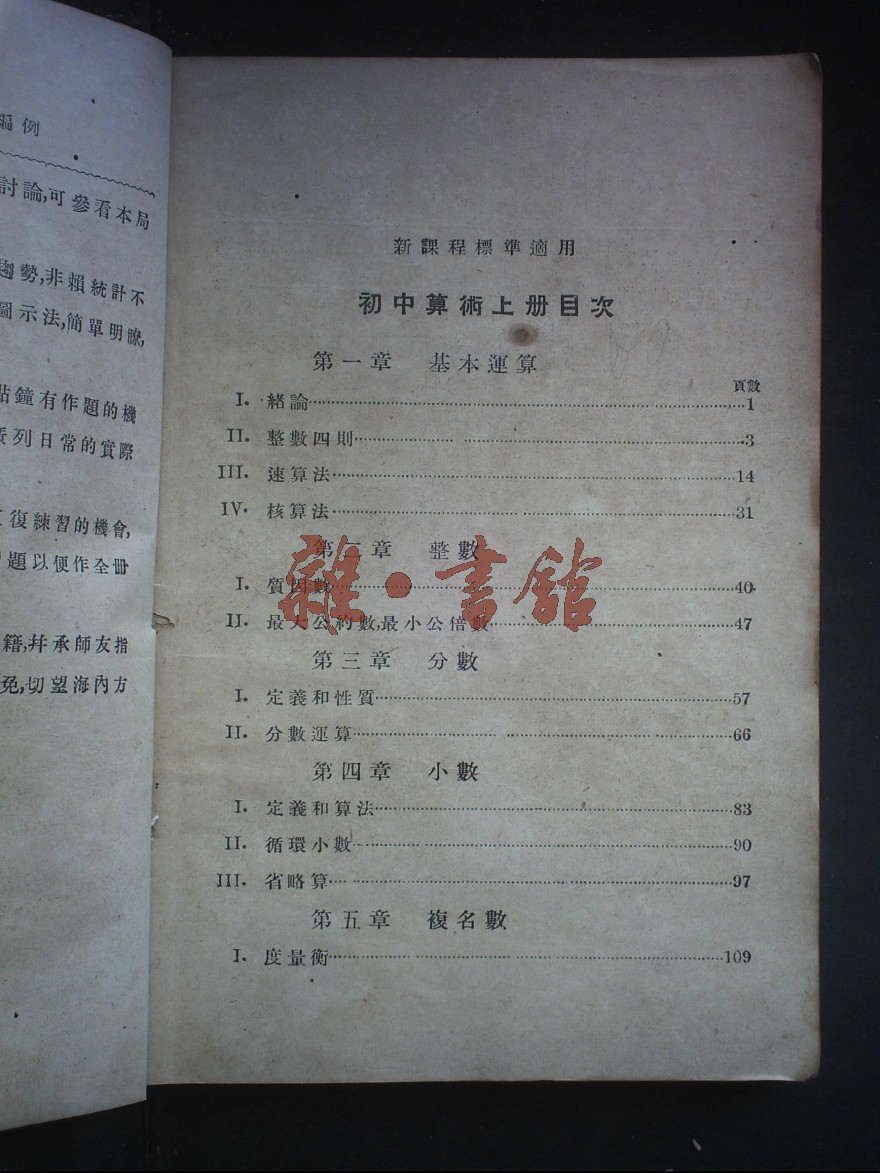 編例
討論,可參看本局
趨勢,非賴統計不
圖示法,簡單明瞭,
點鐘有作題的機
列日常的實際
復練習的機會,
題以便作全冊
籍,幷承師友指
免,切望海內方
新課程標準適用
初中算術上册目次
第一章 基本運算
頁數
I. 緒論 1
II. 整數四則 3
III. 速算法 14
IV. 核算法 31
第二章 整數
I. 質因數 40
II. 最大公約數,最小公倍數 47
第三章 分數
I. 定義和性質 57
II. 分數運算 66
第四章 小數
I. 定義和算法 83
II. 循環小數 90
III. 省略算 97
第五章 複名數
I. 度量衡 109
雜·書館